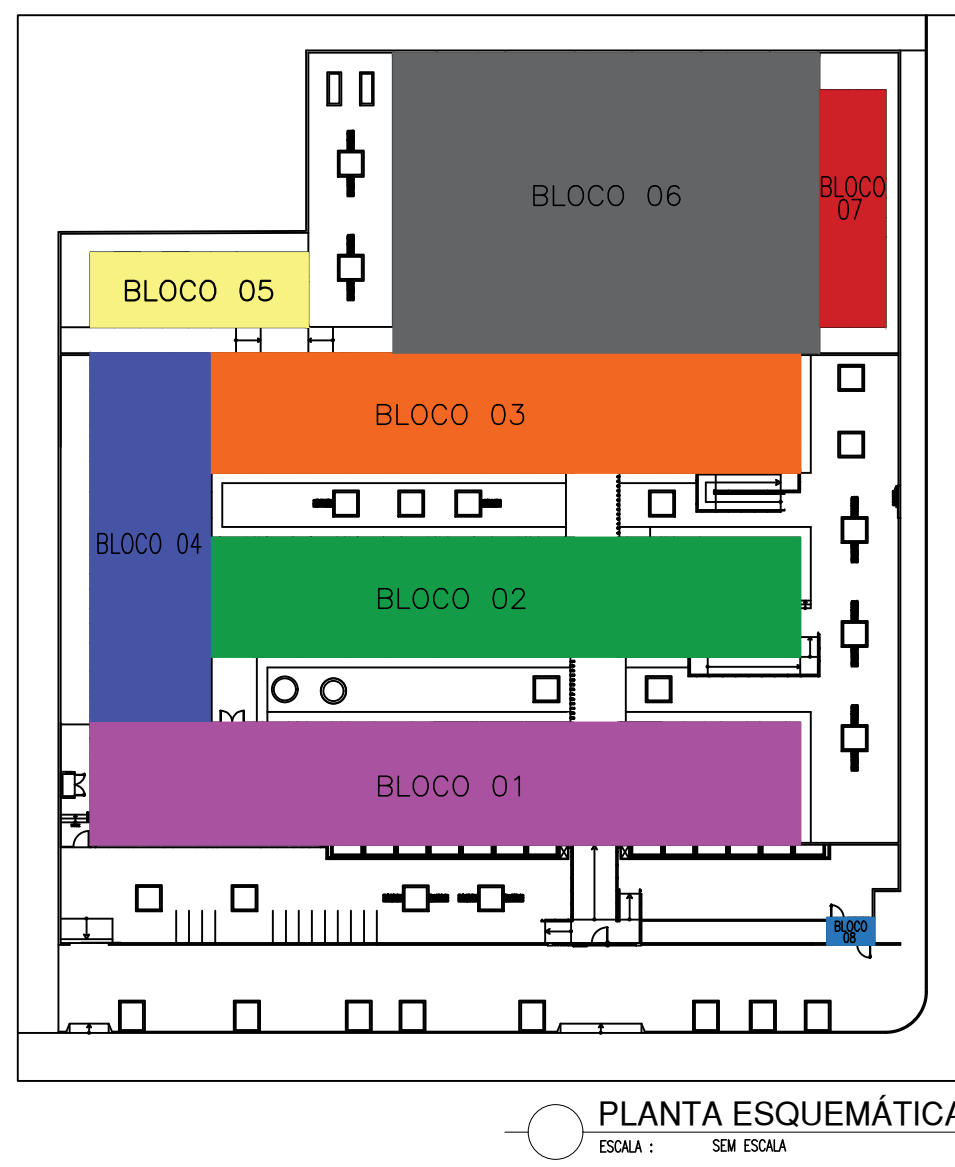 BLOCO 06
BLOCO
07
BLOCO 05
BLOCO 03
BLOCO 04
BLOCO 02
BLOCO 01
BLOCO
08
PLANTA ESQUEMÁTICA
ESCALA : SEM ESCALA